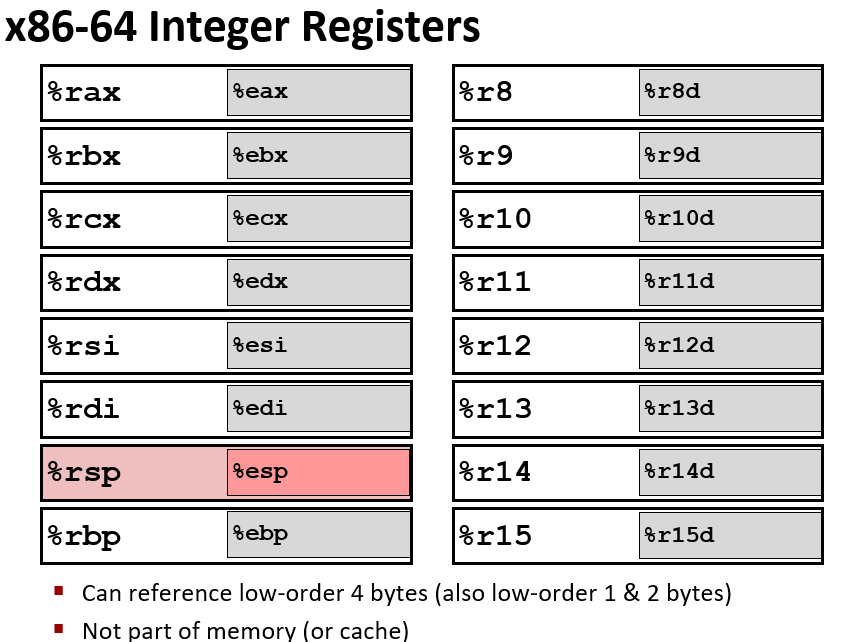 x86-64 Integer Registers
%rax %eax
%rbx %ebx
%rcx %ecx
%rdx %edx
%rsi %esi
%rdi %edi
%rsp %esp
%rbp %ebp
%r8 %r8d
%r9 %r9d
%r10 %r10d
%r11 %r11d
%r12 %r12d
%r13 %r13d
%r14 %r14d
%r15 %r15d
▪ Can reference low-order 4 bytes (also low-order 1 & 2 bytes)
▪ Not part of memory (or cache)